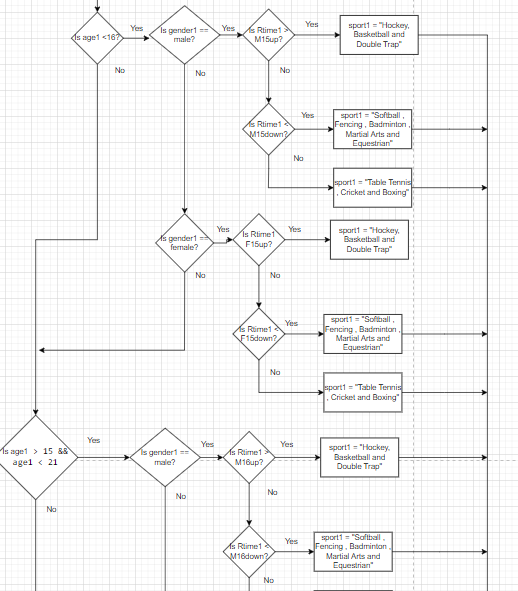 Is age1 <16?
Yes
No
Is gender1 ==
male?
Yes
No
Is Rtime1 >
M15up?
Yes
No
sport1 = "Hockey,
Basketball and
Double Trap"
Is Rtime1 <
M15down?
Yes
No
sport1 = "Softball ,
Fencing , Badminton ,
Martial Arts and
Equestrian"
sport1 = "Table Tennis
, Cricket and Boxing"
Is gender1 ==
female?
Yes
No
Is Rtime1
F15up?
Yes
No
sport1 = "Hockey,
Basketball and
Double Trap"
Is Rtime1 <
F15down?
Yes
No
sport1 = "Softball ,
Fencing , Badminton ,
Martial Arts and
Equestrian"
sport1 = "Table Tennis
, Cricket and Boxing"
Is age1 > 15 &&
age1 < 21
Yes
No
Is gender1 ==
male?
Yes
No
Is Rtime1 >
M16up?
Yes
No
sport1 = "Hockey,
Basketball and
Double Trap"
Is Rtime1 <
M16down?
Yes
No
sport1 = "Softball ,
Fencing , Badminton ,
Martial Arts and
Equestrian"